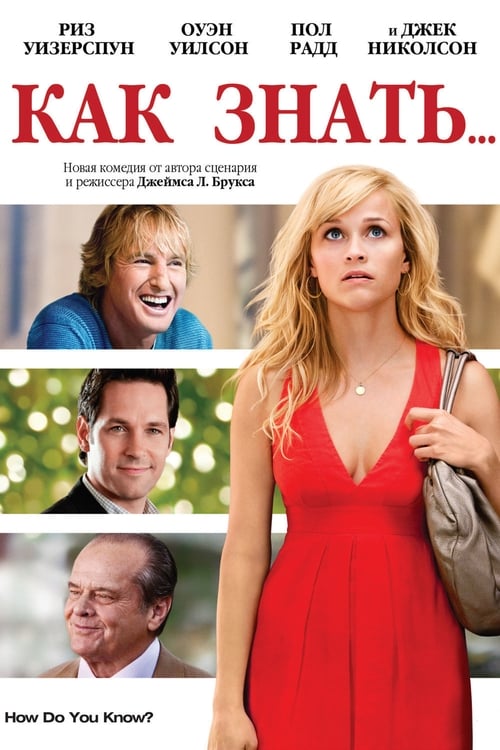 РИЗ ОУЭН ПОЛ И ДЖЕК
УИЗЕРСПУН УИЛСОН РАДД НИКОЛСОН
КАК ЗНАТЬ...
Новая комедия от автора сценария
и режиссера Джеймса Л. Брукса
How Do You Know?